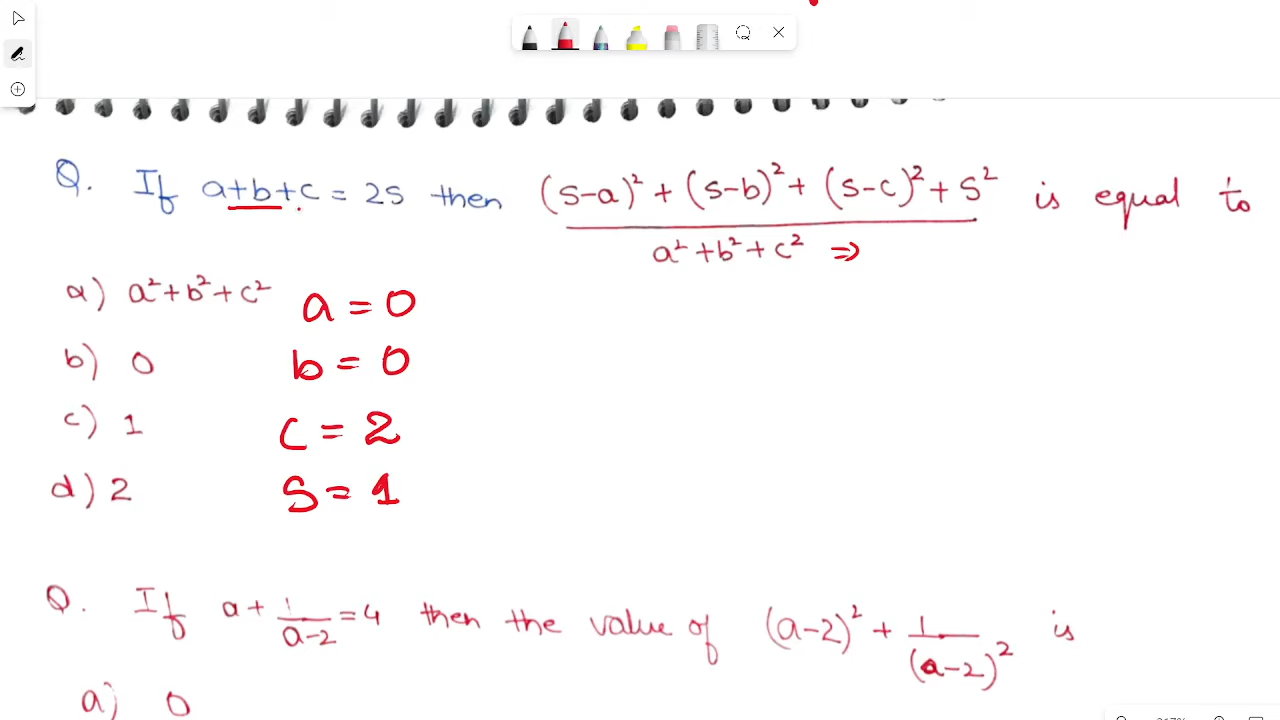 Q. If a+b+c = 2S then (S-a)² + (S-b)² + (S-c)² + S² is equal to
a²+b²+c² ⇒
a) a²+b²+c² a = 0
b) 0 b = 0
c) 1 c = 2
d) 2 S = 1
Q. If a + 1/(a-2) = 4 then the value of (a-2)² + 1/(a-2)² is
a) 0